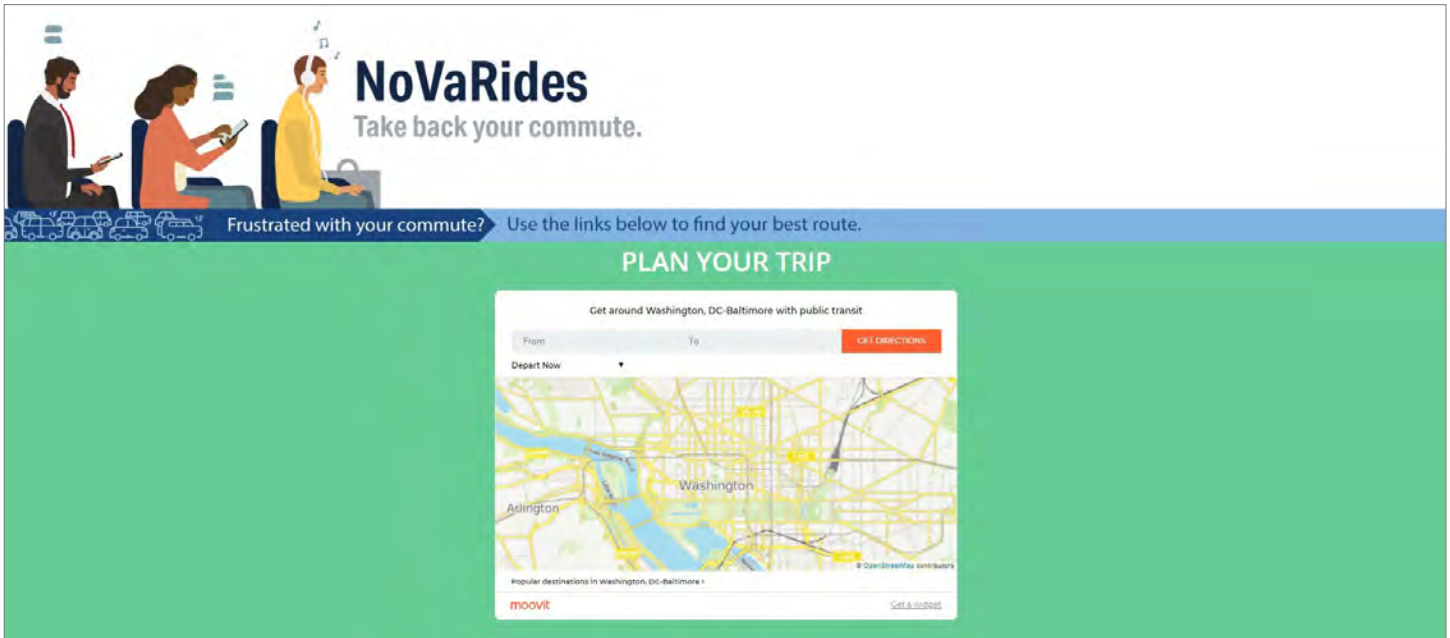 NoVaRides
Take back your commute.
Frustrated with your commute? Use the links below to find your best route.
PLAN YOUR TRIP
Get around Washington, DC-Baltimore with public transit
From To GET DIRECTIONS
Depart Now
Washington
Arlington
© OpenStreetMap contributors
Popular destinations in Washington, DC-Baltimore ›
moovit Get a widget